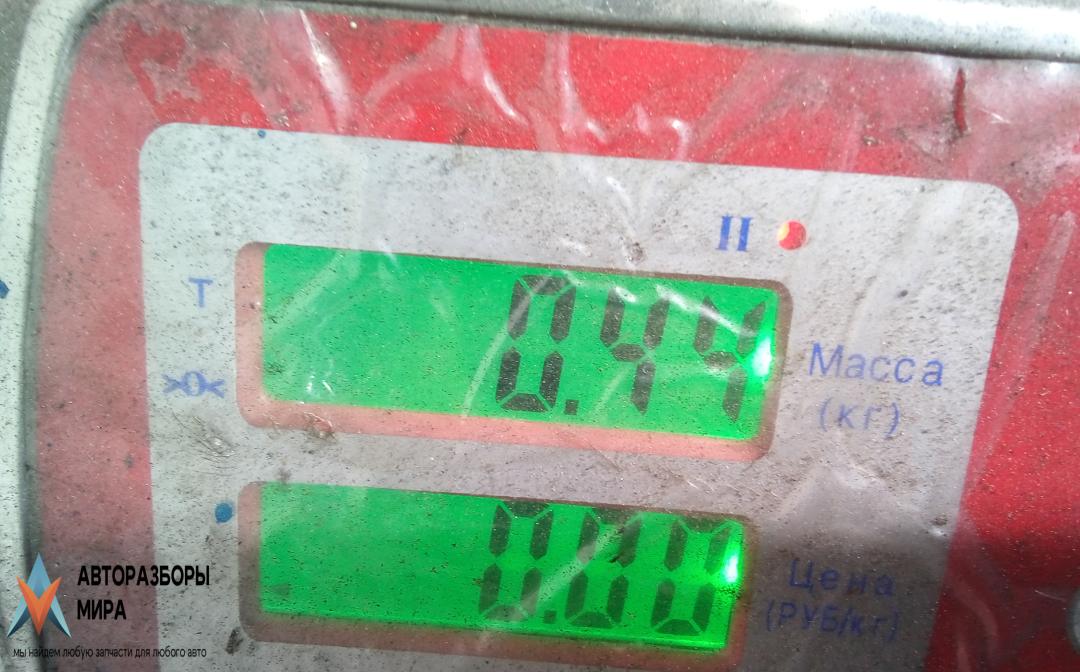 II
T
0.44
>0<
Масса
(кг)
0.00
Цена
(РУБ/кг)
АВТОРАЗБОРЫ
МИРА
мы найдем любую запчасти для любого авто